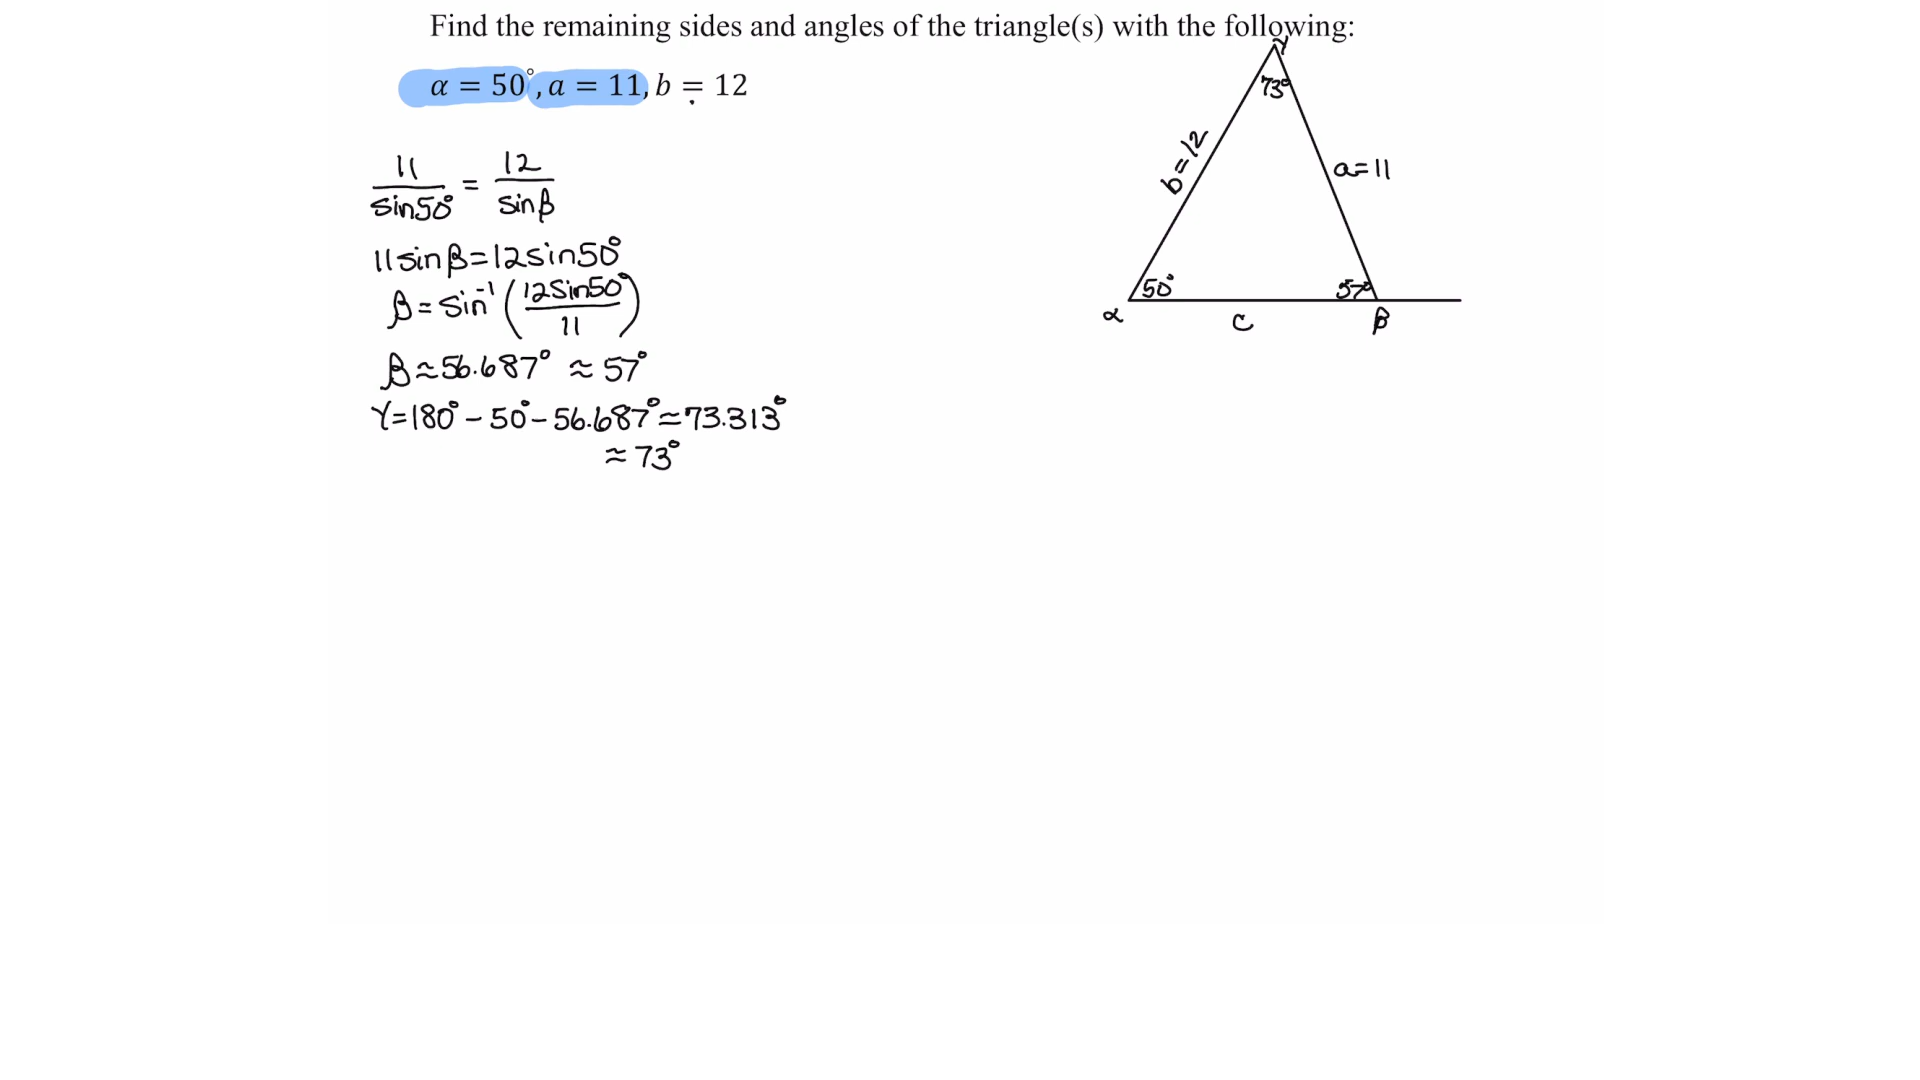 Find the remaining sides and angles of the triangle(s) with the following:
α = 50°, a = 11, b = 12
11/sin50° = 12/sinβ
11sinβ=12sin50°
β=sin⁻¹(12sin50°/11)
β≈56.687° ≈57°
γ=180°-50°-56.687°≈73.313°
≈73°
γ
73°
b=12
a=11
50°
57°
α
c
β